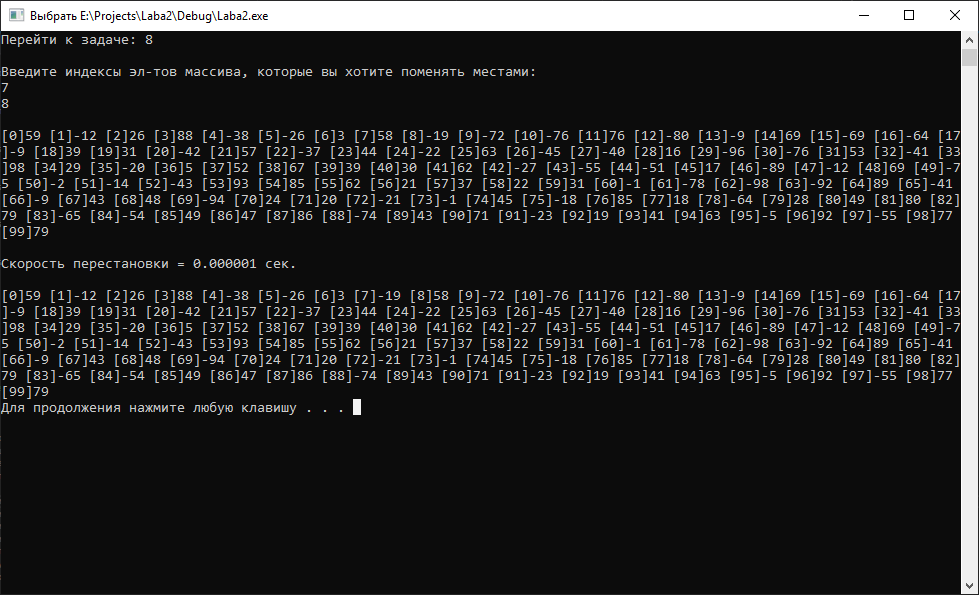 Выбрать E:\Projects\Laba2\Debug\Laba2.exe
Перейти к задаче: 8
Введите индексы эл-тов массива, которые вы хотите поменять местами:
7
8
[0]59 [1]-12 [2]26 [3]88 [4]-38 [5]-26 [6]3 [7]58 [8]-19 [9]-72 [10]-76 [11]76 [12]-80 [13]-9 [14]69 [15]-69 [16]-64 [17
]-9 [18]39 [19]31 [20]-42 [21]57 [22]-37 [23]44 [24]-22 [25]63 [26]-45 [27]-40 [28]16 [29]-96 [30]-76 [31]53 [32]-41 [33
]98 [34]29 [35]-20 [36]5 [37]52 [38]67 [39]39 [40]30 [41]62 [42]-27 [43]-55 [44]-51 [45]17 [46]-89 [47]-12 [48]69 [49]-7
5 [50]-2 [51]-14 [52]-43 [53]93 [54]85 [55]62 [56]21 [57]37 [58]22 [59]31 [60]-1 [61]-78 [62]-98 [63]-92 [64]89 [65]-41
[66]-9 [67]43 [68]48 [69]-94 [70]24 [71]20 [72]-21 [73]-1 [74]45 [75]-18 [76]85 [77]18 [78]-64 [79]28 [80]49 [81]80 [82]
79 [83]-65 [84]-54 [85]49 [86]47 [87]86 [88]-74 [89]43 [90]71 [91]-23 [92]19 [93]41 [94]63 [95]-5 [96]92 [97]-55 [98]77
[99]79
Скорость перестановки = 0.000001 сек.
[0]59 [1]-12 [2]26 [3]88 [4]-38 [5]-26 [6]3 [7]-19 [8]58 [9]-72 [10]-76 [11]76 [12]-80 [13]-9 [14]69 [15]-69 [16]-64 [17
]-9 [18]39 [19]31 [20]-42 [21]57 [22]-37 [23]44 [24]-22 [25]63 [26]-45 [27]-40 [28]16 [29]-96 [30]-76 [31]53 [32]-41 [33
]98 [34]29 [35]-20 [36]5 [37]52 [38]67 [39]39 [40]30 [41]62 [42]-27 [43]-55 [44]-51 [45]17 [46]-89 [47]-12 [48]69 [49]-7
5 [50]-2 [51]-14 [52]-43 [53]93 [54]85 [55]62 [56]21 [57]37 [58]22 [59]31 [60]-1 [61]-78 [62]-98 [63]-92 [64]89 [65]-41
[66]-9 [67]43 [68]48 [69]-94 [70]24 [71]20 [72]-21 [73]-1 [74]45 [75]-18 [76]85 [77]18 [78]-64 [79]28 [80]49 [81]80 [82]
79 [83]-65 [84]-54 [85]49 [86]47 [87]86 [88]-74 [89]43 [90]71 [91]-23 [92]19 [93]41 [94]63 [95]-5 [96]92 [97]-55 [98]77
[99]79
Для продолжения нажмите любую клавишу . . .